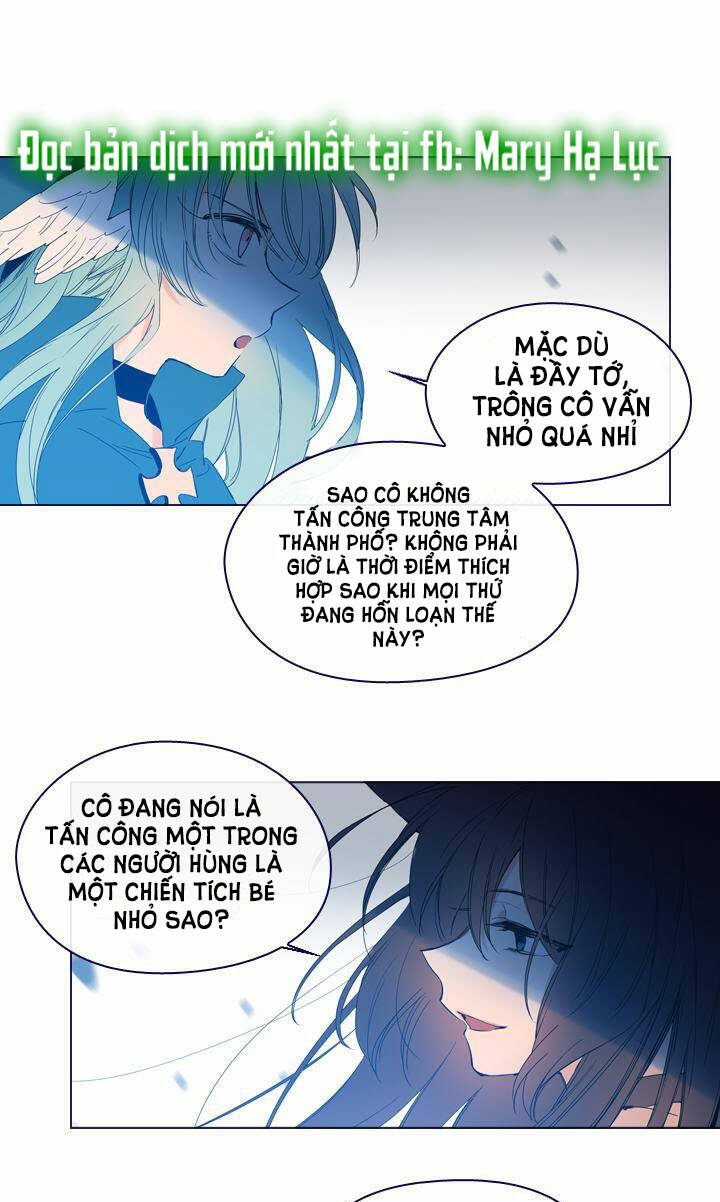 Đọc bản dịch mới nhất tại fb: Mary Hạ Lục
MẶC DÙ
LÀ ĐẦY TỚ,
TRÔNG CÔ VẪN
NHỎ QUÁ NHỈ
SAO CÔ KHÔNG
TẤN CÔNG TRUNG TÂM
THÀNH PHỐ? KHÔNG PHẢI
GIỜ LÀ THỜI ĐIỂM THÍCH
HỢP SAO KHI MỌI THỨ
ĐANG HỖN LOẠN THẾ
NÀY?
CÔ ĐANG NÓI LÀ
TẤN CÔNG MỘT TRONG
CÁC NGƯỜI HÙNG LÀ
MỘT CHIẾN TÍCH BÉ
NHỎ SAO?